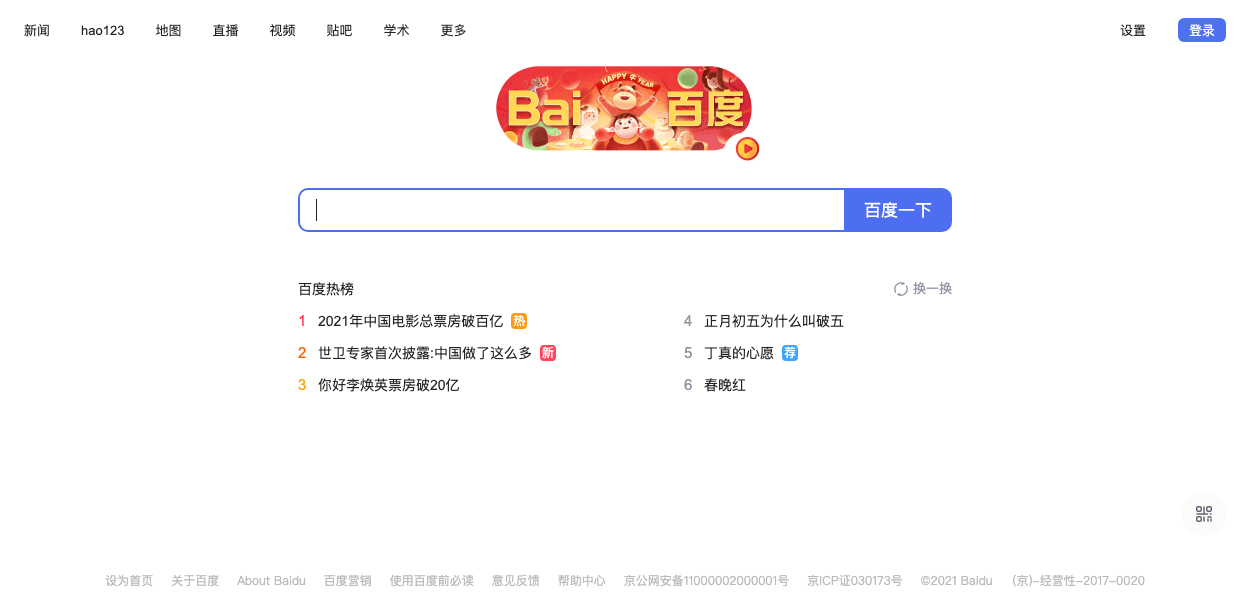 新闻 hao123 地图 直播 视频 贴吧 学术 更多 设置 登录
HAPPY 牛 YEAR
Bai 百度
百度一下
百度热榜 换一换
1 2021年中国电影总票房破百亿 热 4 正月初五为什么叫破五
2 世卫专家首次披露:中国做了这么多 新 5 丁真的心愿 荐
3 你好李焕英票房破20亿 6 春晚红
设为首页 关于百度 About Baidu 百度营销 使用百度前必读 意见反馈 帮助中心 京公网安备11000002000001号 京ICP证030173号 ©2021 Baidu (京)-经营性-2017-0020